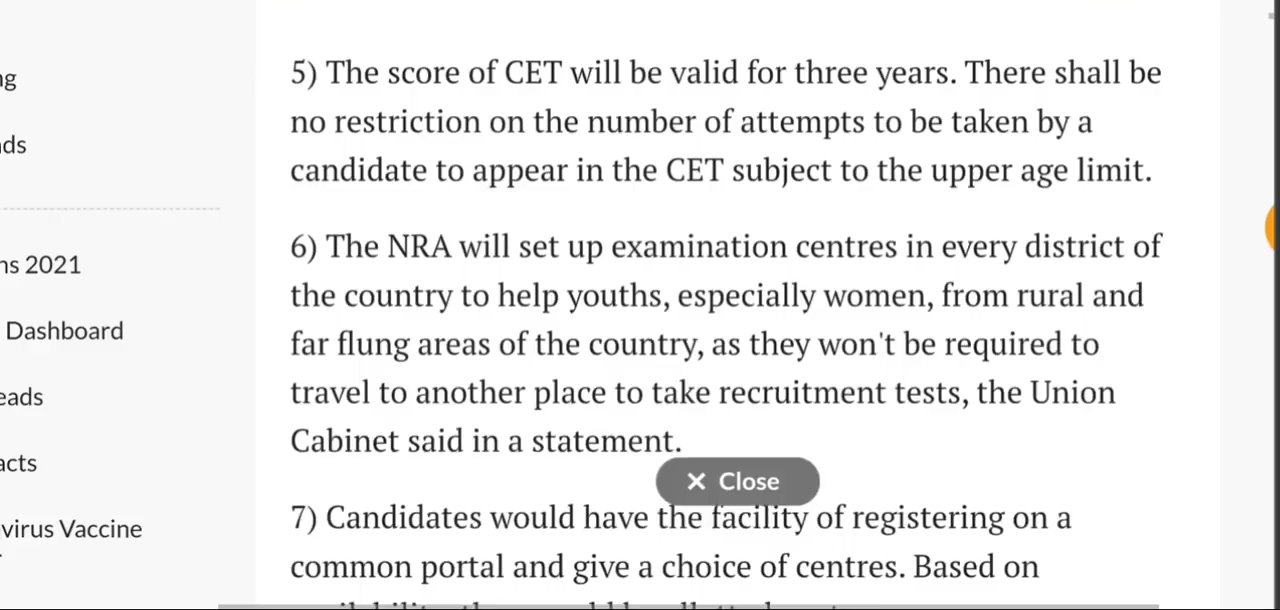 ng
ds
ns 2021
Dashboard
eads
acts
virus Vaccine
5) The score of CET will be valid for three years. There shall be
no restriction on the number of attempts to be taken by a
candidate to appear in the CET subject to the upper age limit.
6) The NRA will set up examination centres in every district of
the country to help youths, especially women, from rural and
far flung areas of the country, as they won't be required to
travel to another place to take recruitment tests, the Union
Cabinet said in a statement.
✕ Close
7) Candidates would have the facility of registering on a
common portal and give a choice of centres. Based on